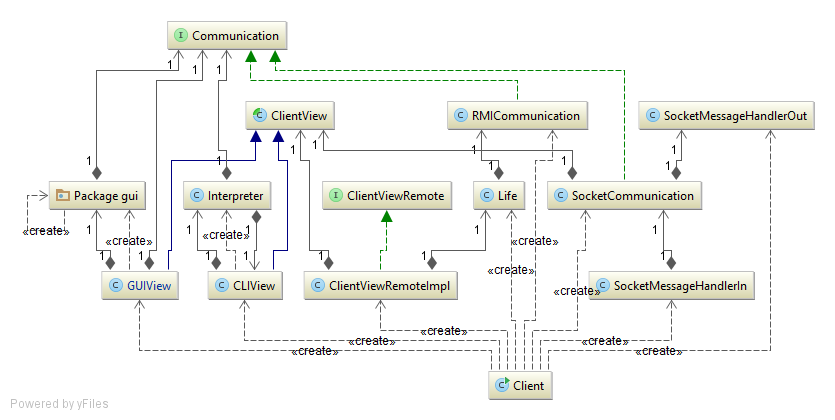 I Communication
1 1 1
C ClientView
C RMICommunication
C SocketMessageHandlerOut
1 1 1 1
1 1 1 1
Package gui
C Interpreter
I ClientViewRemote
C Life
C SocketCommunication
«create» 1 «create» 1 «create» 1 1 1
1 1 1 1 1 1 1
C GUIView
C CLIView
C ClientViewRemoteImpl
«create»
C SocketMessageHandlerIn
«create»
«create» «create» «create» «create» «create»
C Client
Powered by yFiles